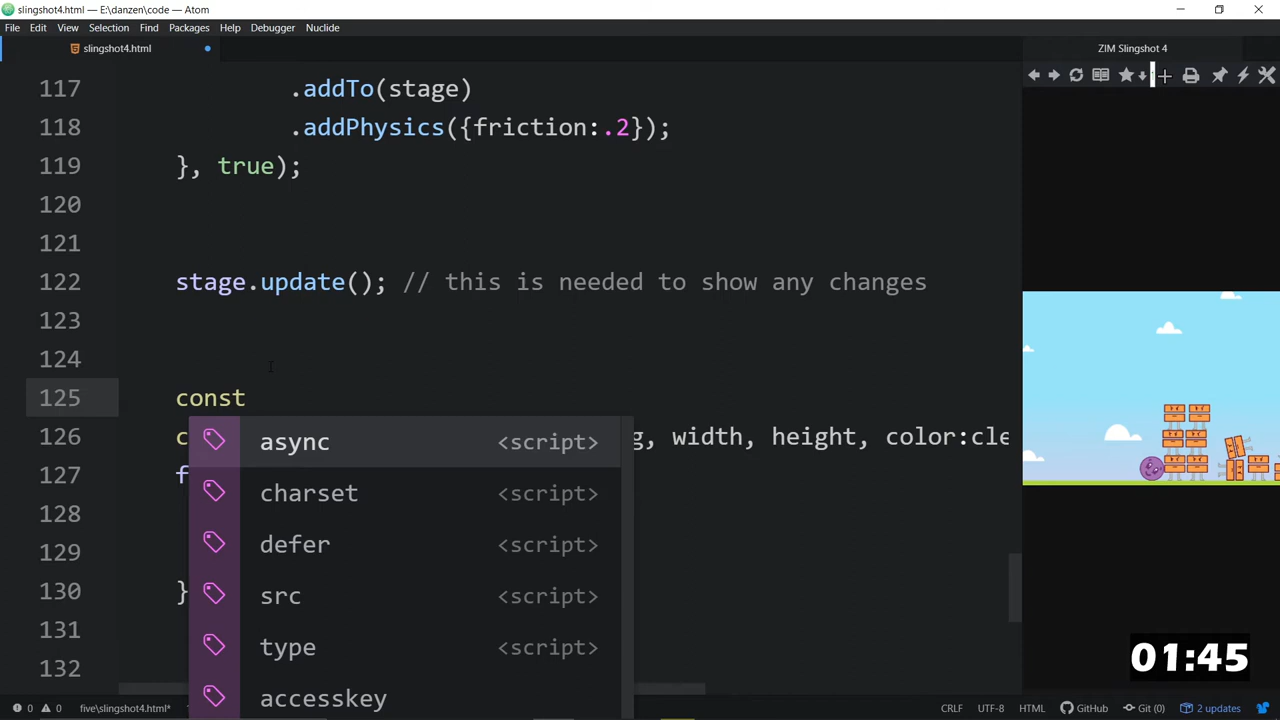 slingshot4.html — E:\danzen\code — Atom
File Edit View Selection Find Packages Help Debugger Nuclide
slingshot4.html
ZIM Slingshot 4
117 .addTo(stage)
118 .addPhysics({friction:.2});
119 }, true);
120
121
122 stage.update(); // this is needed to show any changes
123
124
125 const
126 c g, width, height, color:cle
async <script>
127 f
charset <script>
128
129
defer <script>
130 }
src <script>
131
type <script>
132
accesskey
01:45
0 0 five\slingshot4.html* CRLF UTF-8 HTML GitHub Git (0) 2 updates